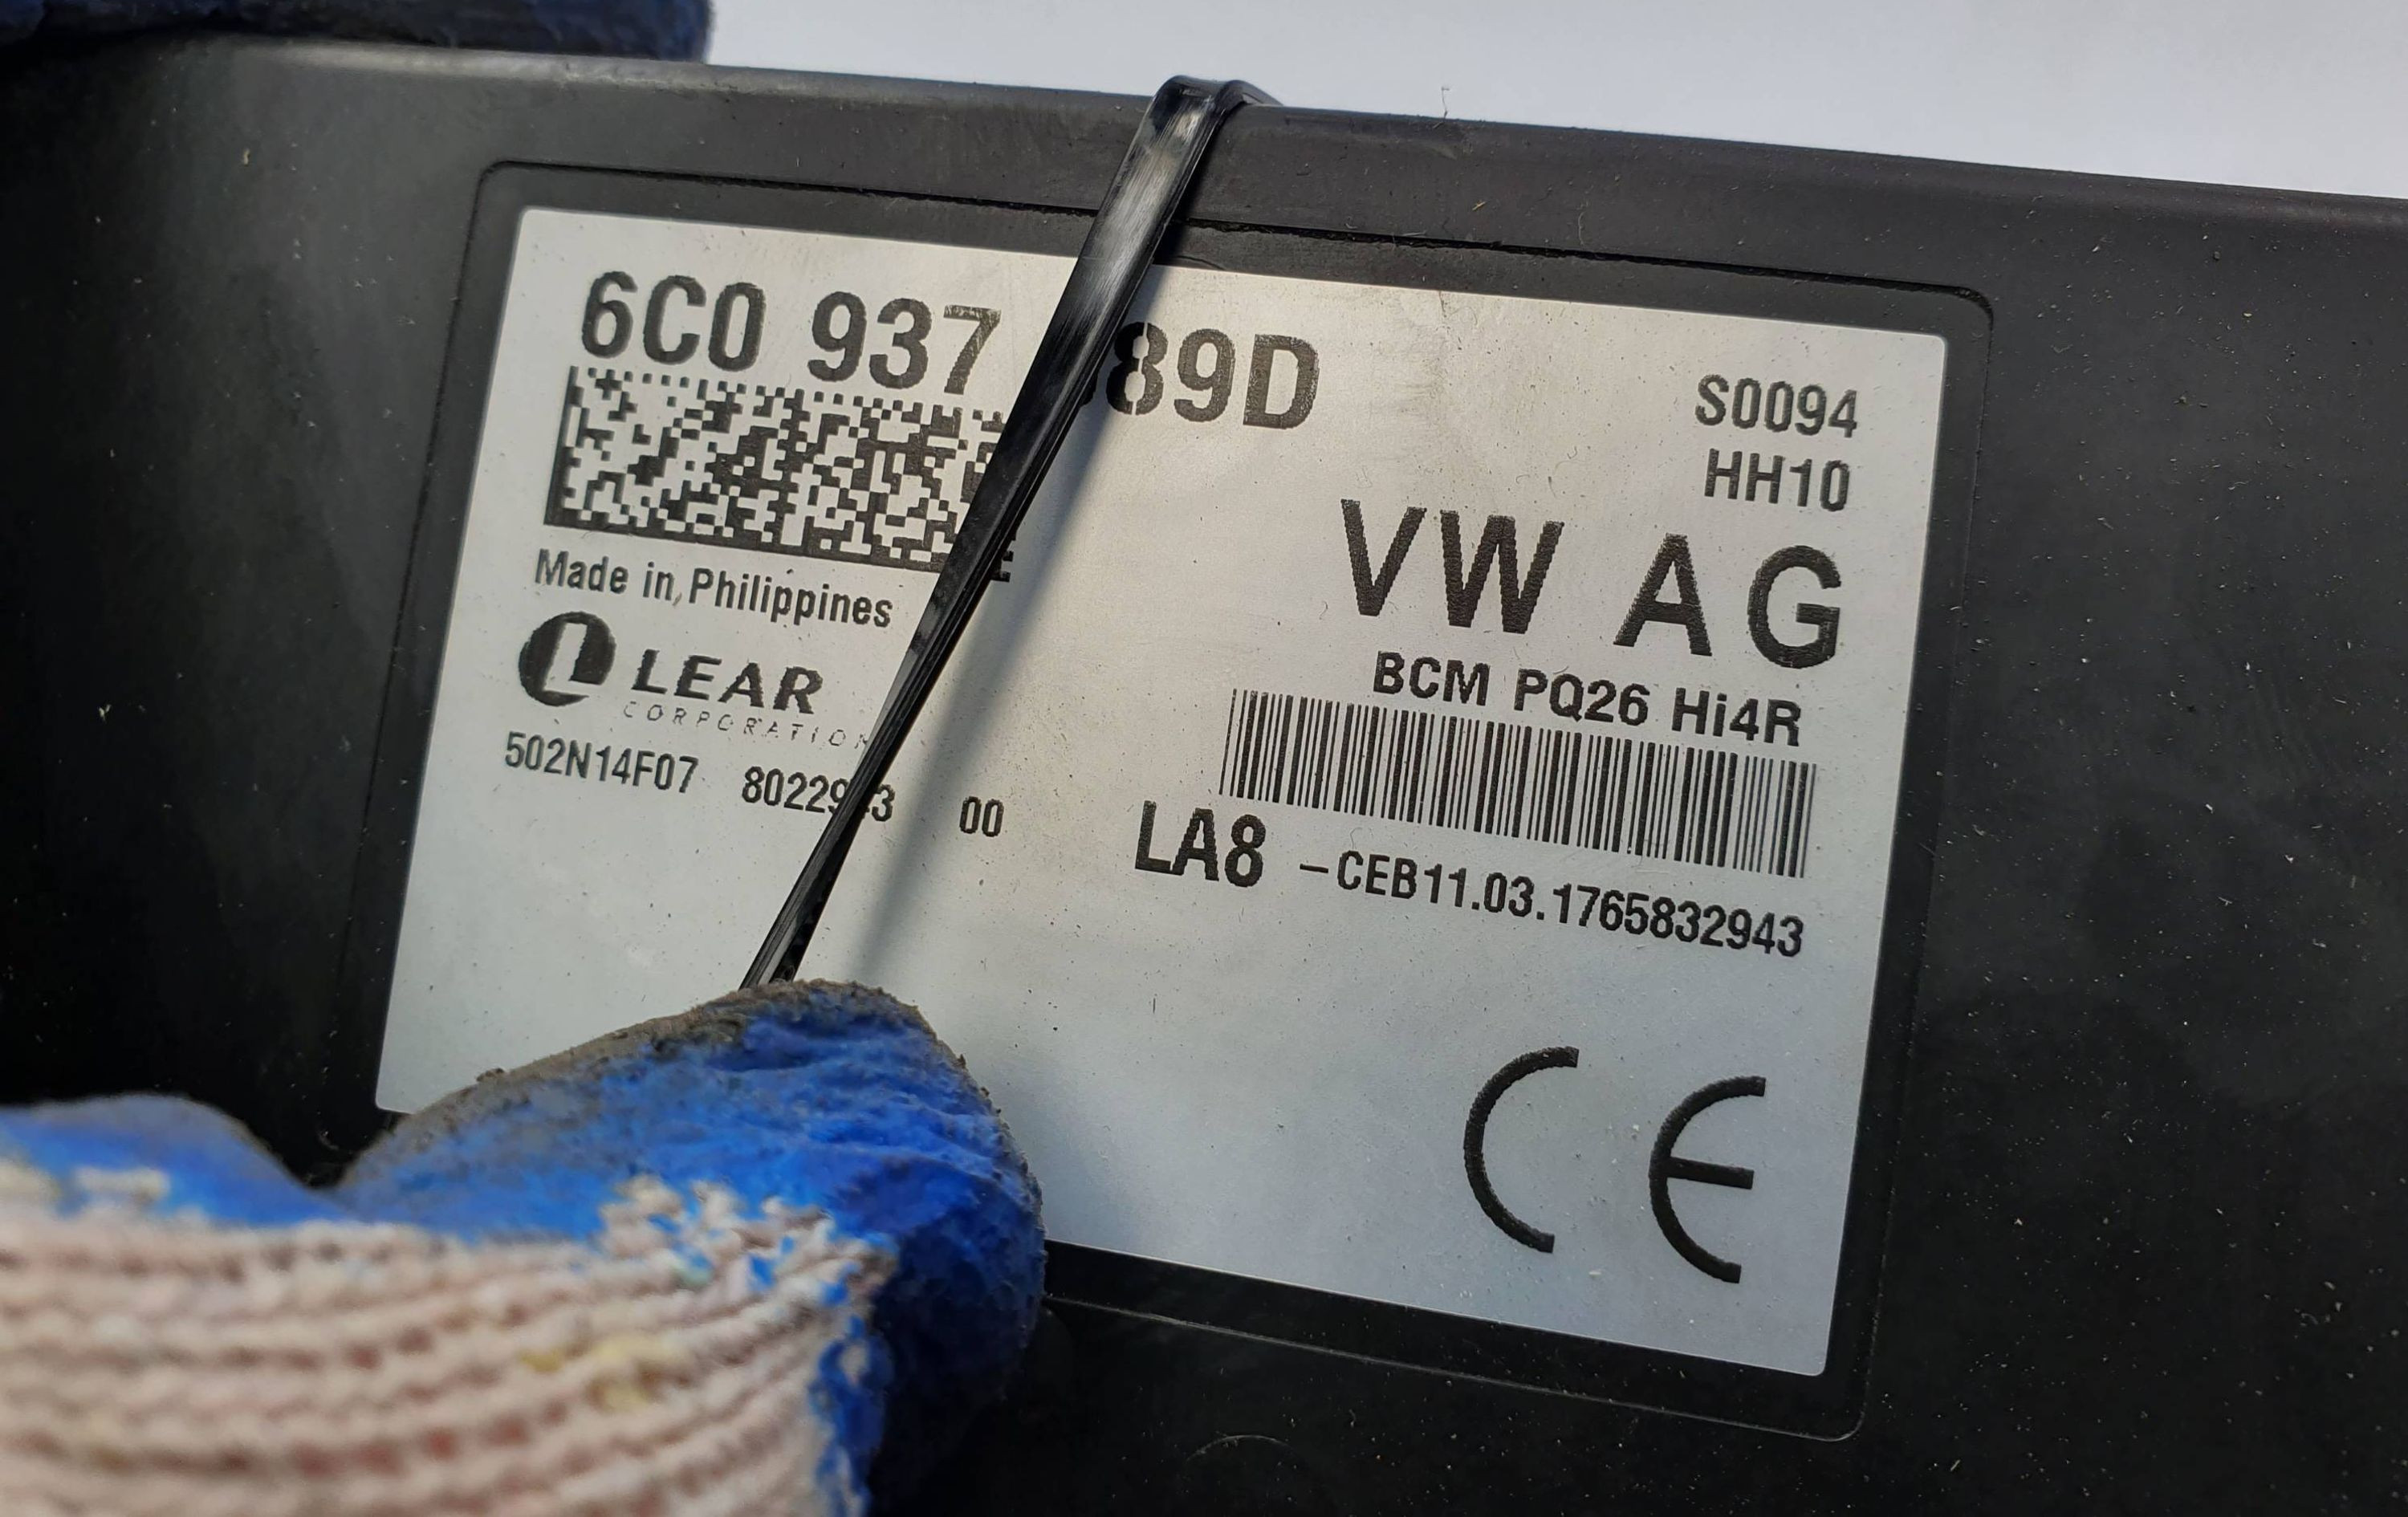 6C0 937 89D
S0094
HH10
VW AG
BCM PQ26 Hi4R
Made in Philippines
LEAR
CORPORATION
502N14F07 00
LA8 -CEB11.03.1765832943
CE